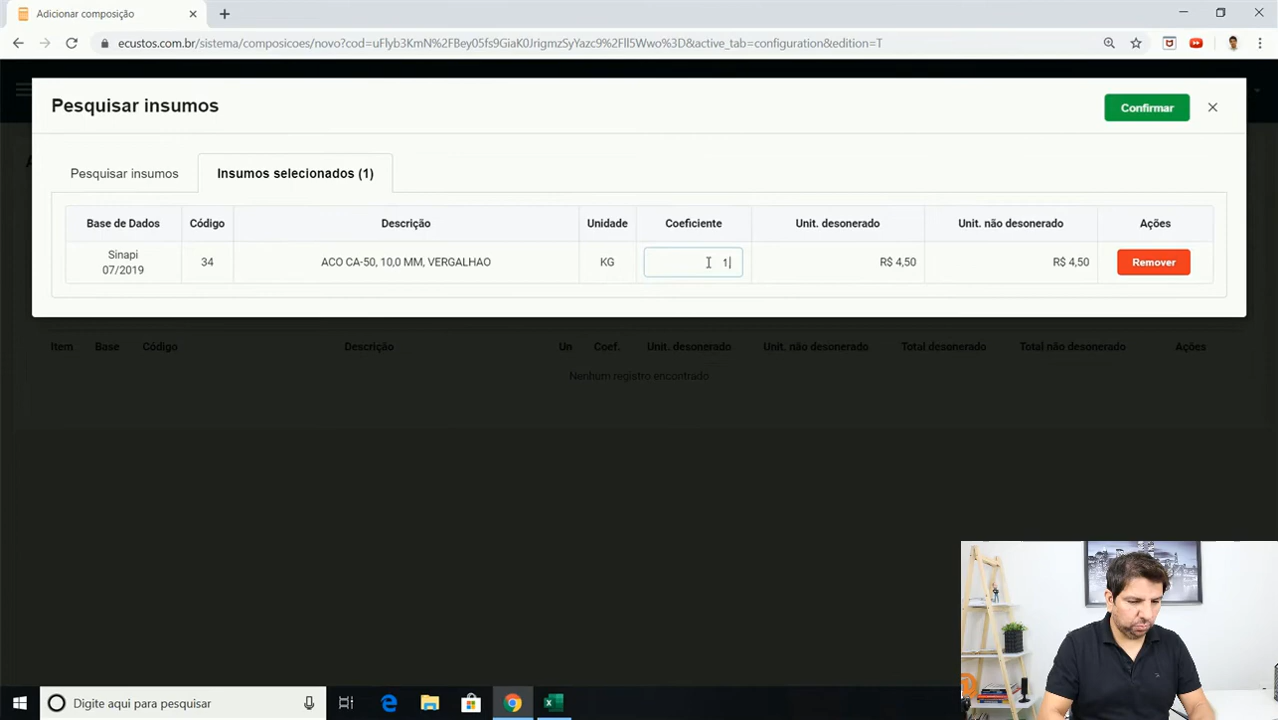 Adicionar composição
ecustos.com.br/sistema/composicoes/novo?cod=uFlyb3KmN%2FBey05fs9GiaK0JrigmzSyYazc9%2Fll5Wwo%3D&active_tab=configuration&edition=T
Pesquisar insumos
Confirmar
Pesquisar insumos
Insumos selecionados (1)
Base de Dados Código Descrição Unidade Coeficiente Unit. desonerado Unit. não desonerado Ações
Sinapi
07/2019 34 ACO CA-50, 10,0 MM, VERGALHAO KG 1 R$ 4,50 R$ 4,50 Remover
Item Base Código Descrição Un Coef. Unit. desonerado Unit. não desonerado Total desonerado Total não desonerado Ações
Nenhum registro encontrado
Digite aqui para pesquisar